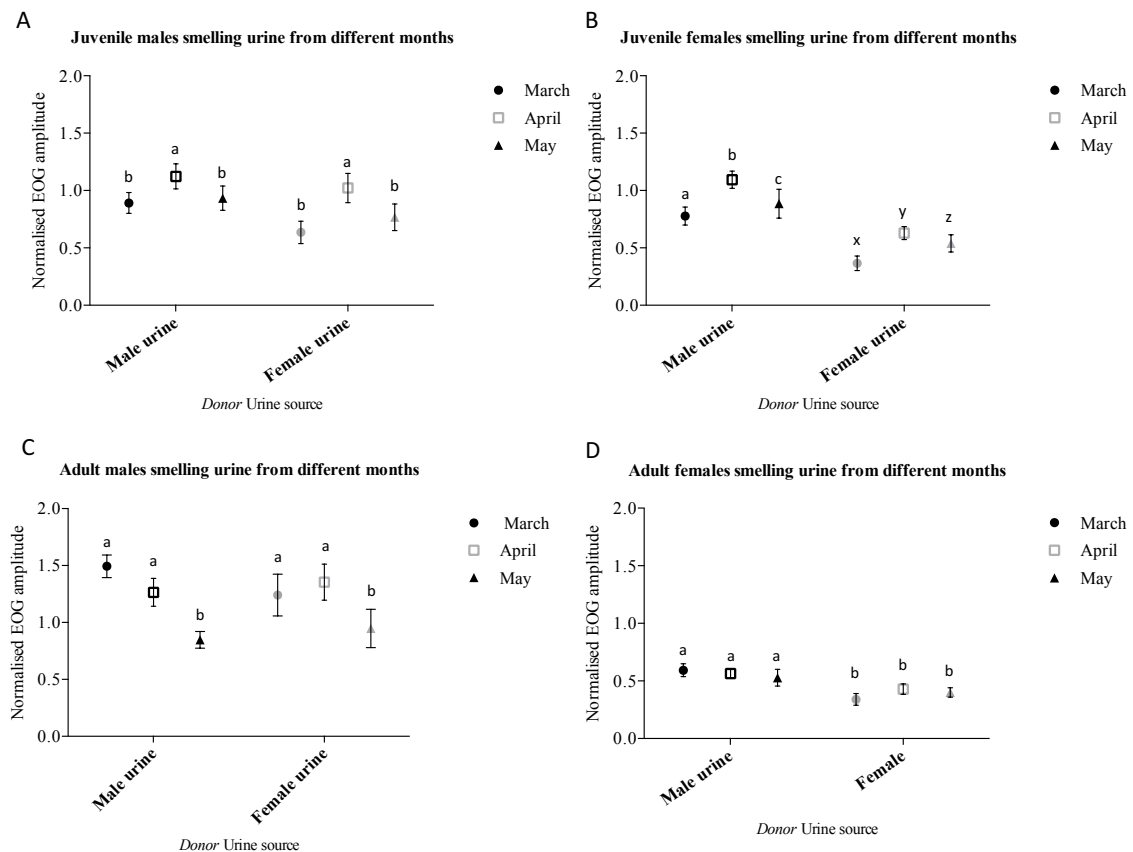 A
Juvenile males smelling urine from different months
Normalised EOG amplitude
2.0
1.5
1.0
0.5
0.0
b
a
b
b
a
b
March
April
May
Male urine
Female urine
Donor Urine source
B
Juvenile females smelling urine from different months
Normalised EOG amplitude
2.0
1.5
1.0
0.5
0.0
a
b
c
x
y
z
March
April
May
Male urine
Female urine
Donor Urine source
C
Adult males smelling urine from different months
Normalised EOG amplitude
2.0
1.5
1.0
0.5
0.0
a
a
b
a
a
b
March
April
May
Male urine
Female urine
Donor Urine source
D
Adult females smelling urine from different months
Normalised EOG amplitude
2.0
1.5
1.0
0.5
0.0
a
a
a
b
b
b
March
April
May
Male urine
Female
Donor Urine source